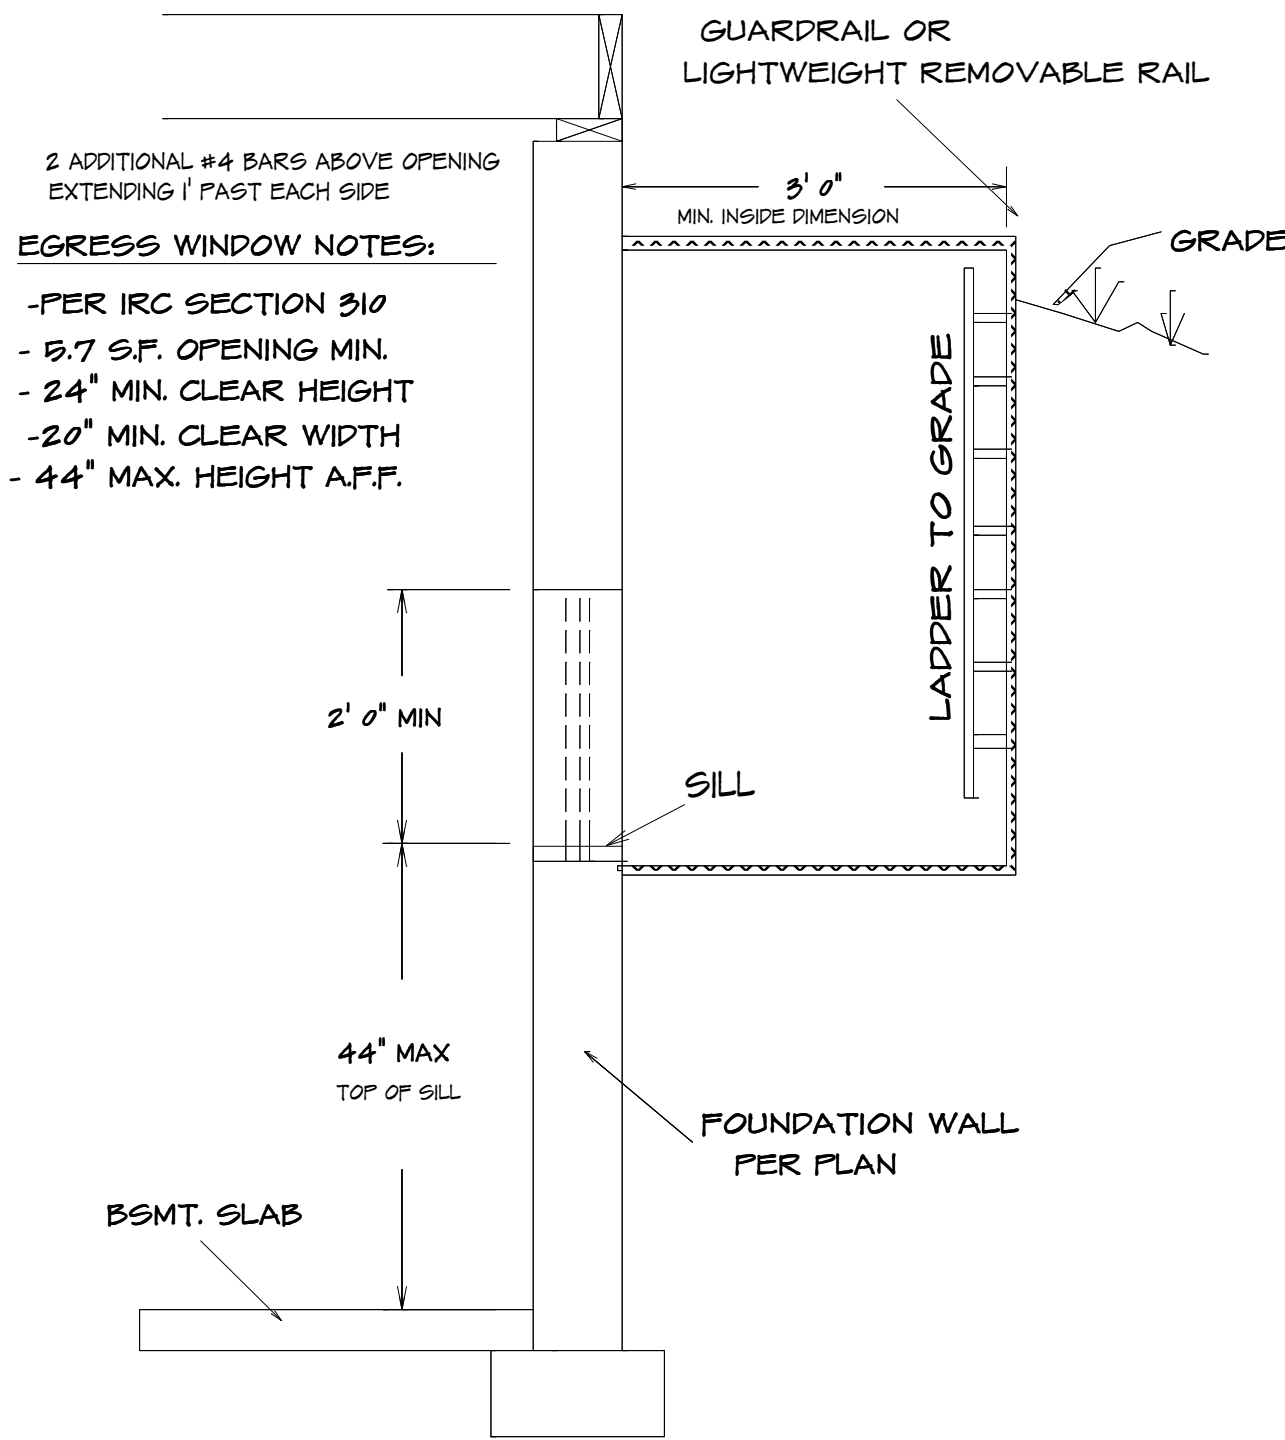 GUARDRAIL OR
LIGHTWEIGHT REMOVABLE RAIL
2 ADDITIONAL #4 BARS ABOVE OPENING
EXTENDING 1' PAST EACH SIDE
3' 0"
MIN. INSIDE DIMENSION
GRADE
EGRESS WINDOW NOTES:
-PER IRC SECTION 310
- 5.7 S.F. OPENING MIN.
- 24" MIN. CLEAR HEIGHT
-20" MIN. CLEAR WIDTH
- 44" MAX. HEIGHT A.F.F.
LADDER TO GRADE
2' 0" MIN
SILL
44" MAX
TOP OF SILL
FOUNDATION WALL
PER PLAN
BSMT. SLAB